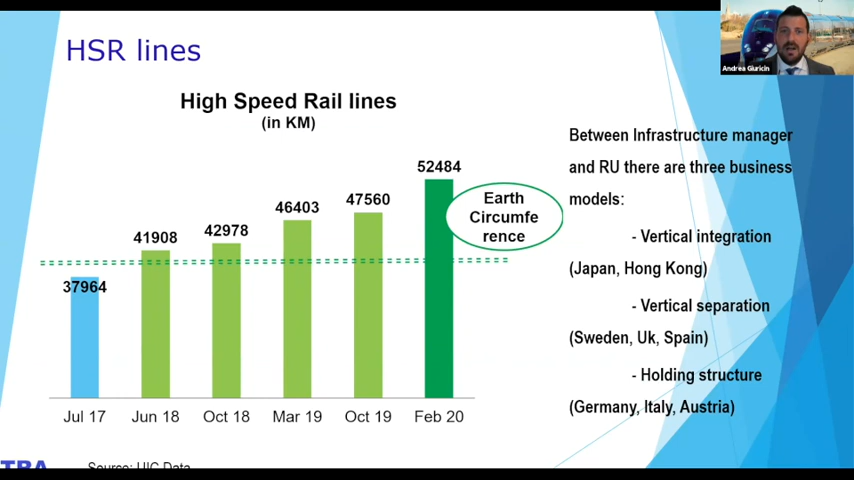 HSR lines
Andrea Giuricin
High Speed Rail lines
(in KM)
37964
41908
42978
46403
47560
52484
Earth
Circumfe
rence
Jul 17
Jun 18
Oct 18
Mar 19
Oct 19
Feb 20
Between Infrastructure manager
and RU there are three business
models:
- Vertical integration
(Japan, Hong Kong)
- Vertical separation
(Sweden, Uk, Spain)
- Holding structure
(Germany, Italy, Austria)
TRA
Source: UIC Data